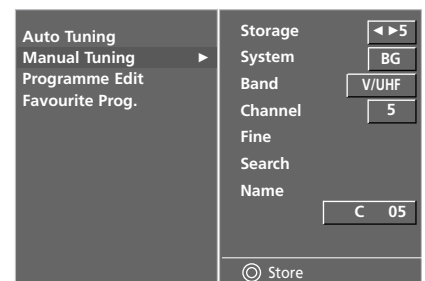 Auto Tuning
Manual Tuning ►
Programme Edit
Favourite Prog.
Storage ◄►5
System BG
Band V/UHF
Channel 5
Fine
Search
Name
C 05
Store